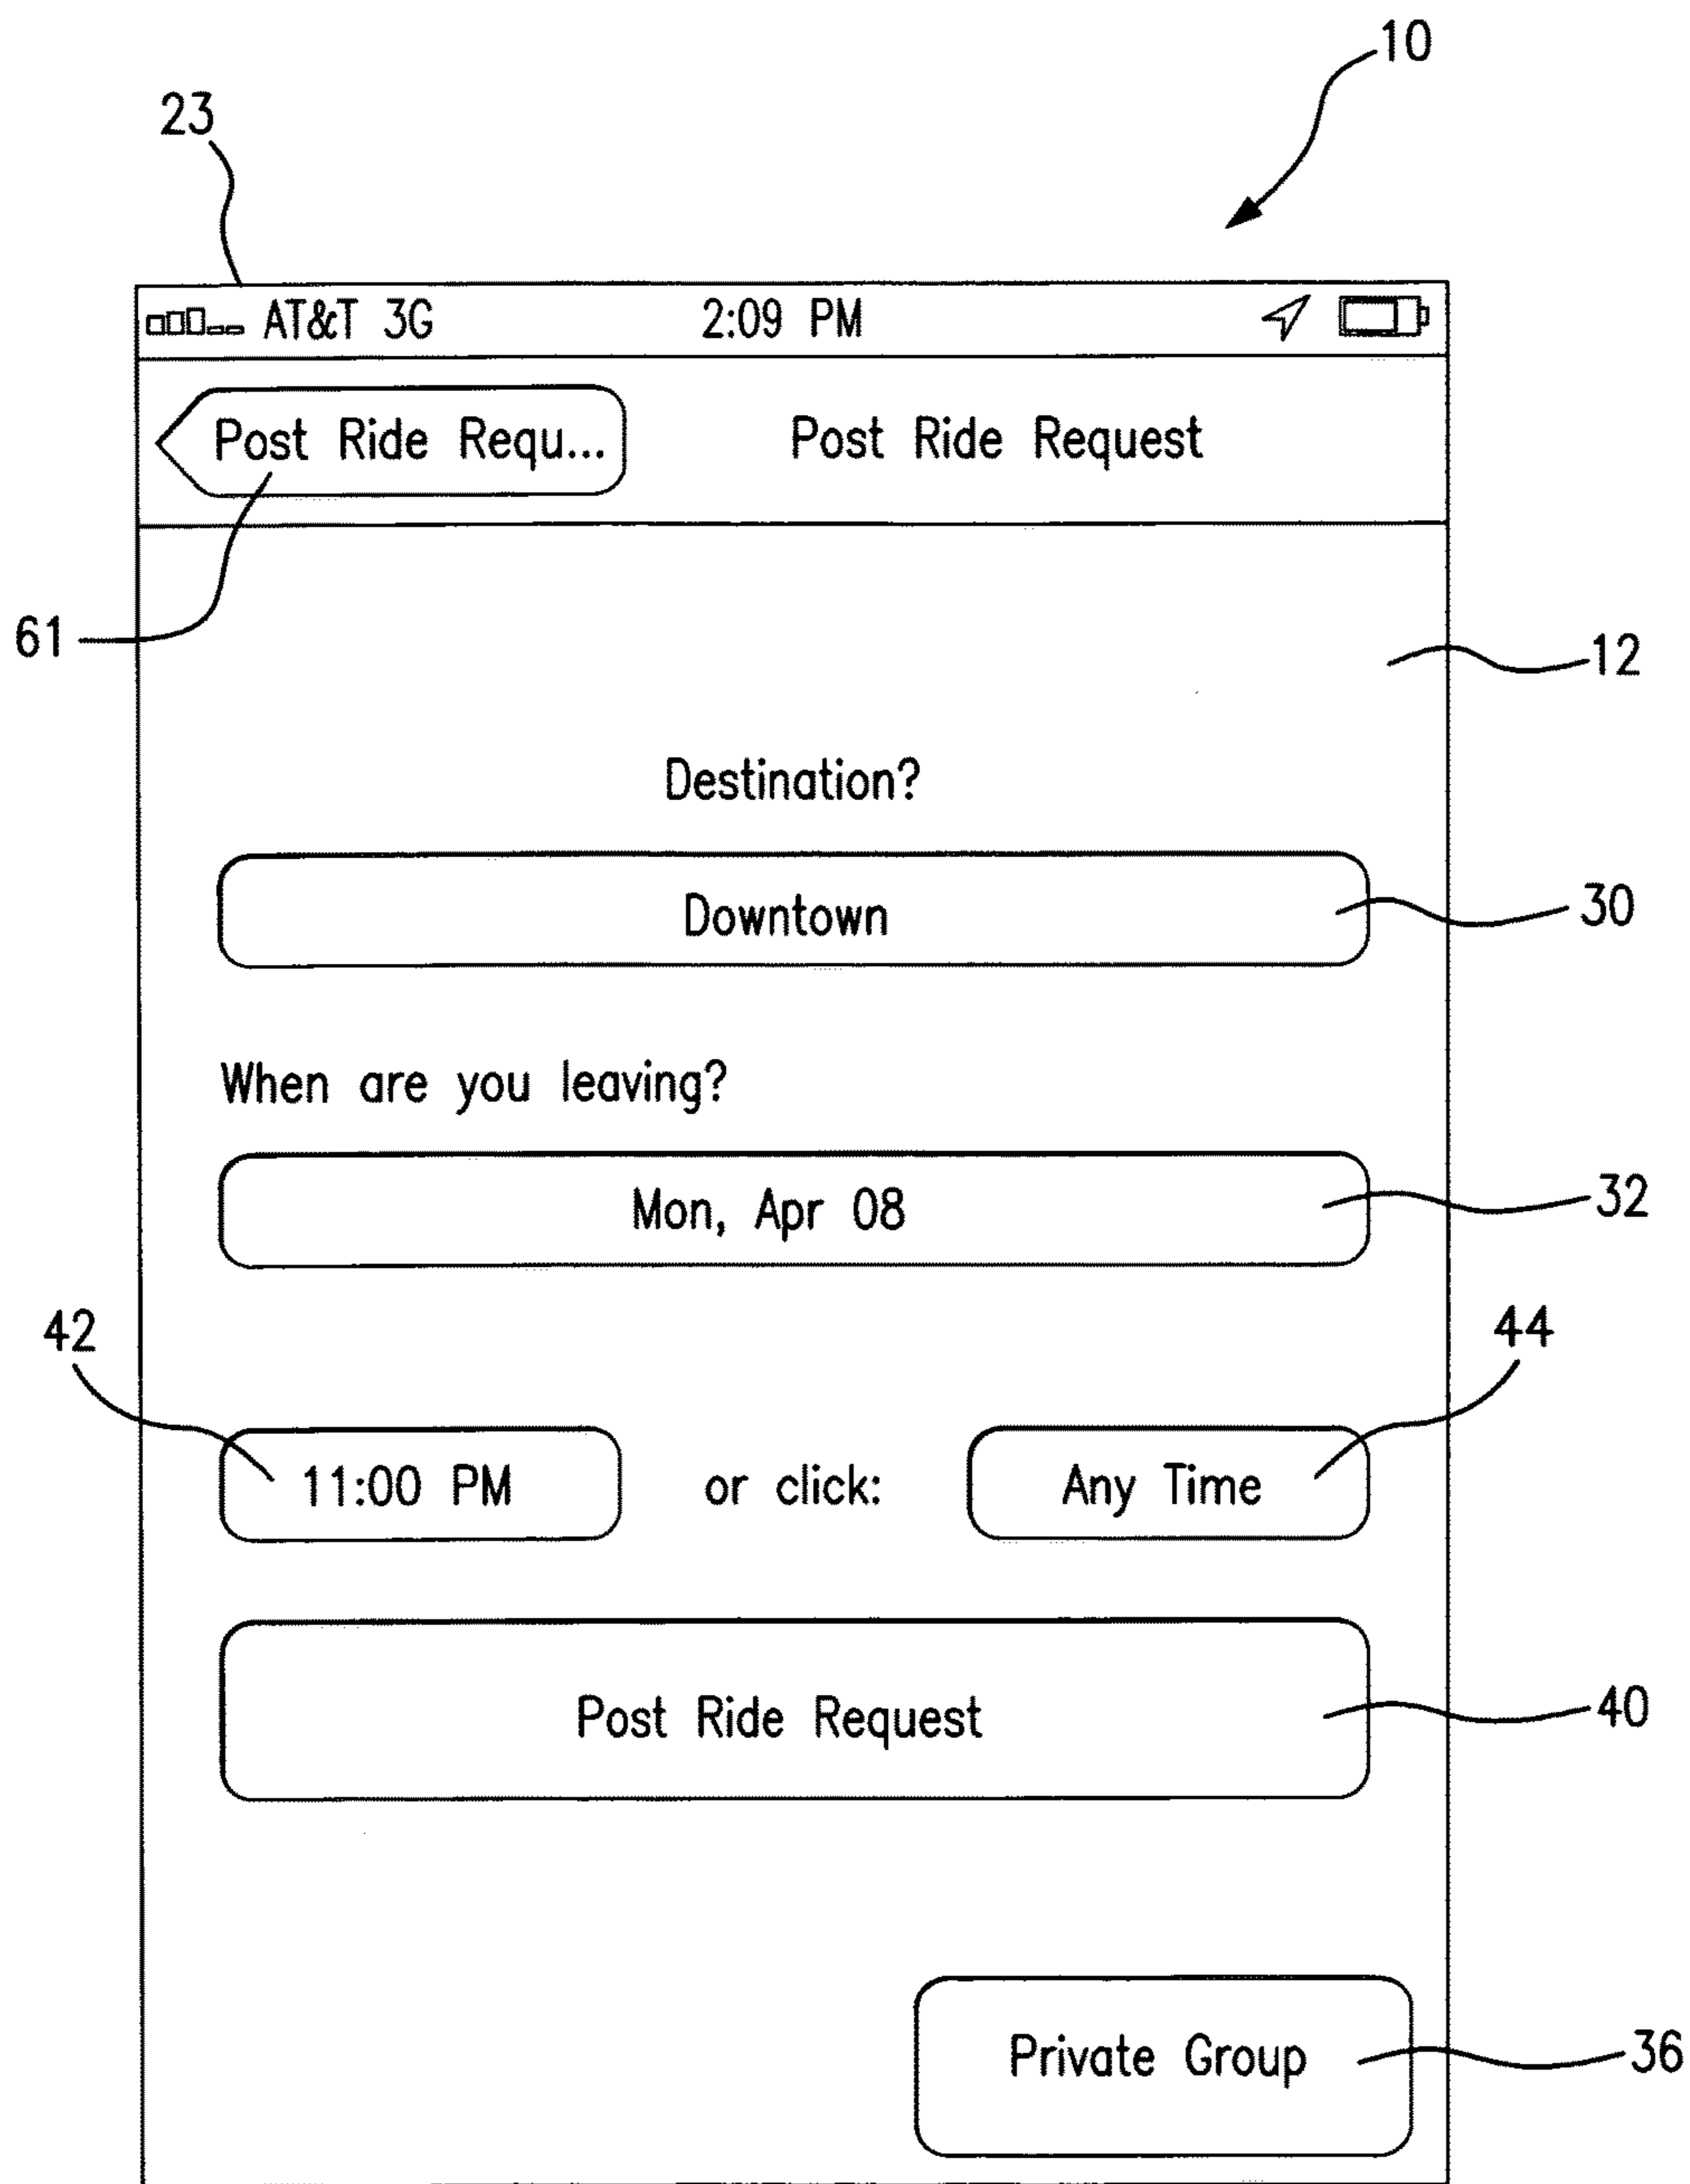 10
23
AT&T 3G 2:09 PM
Post Ride Requ... Post Ride Request
61
12
Destination?
Downtown
30
When are you leaving?
Mon, Apr 08
32
42
44
11:00 PM or click: Any Time
Post Ride Request
40
Private Group
36